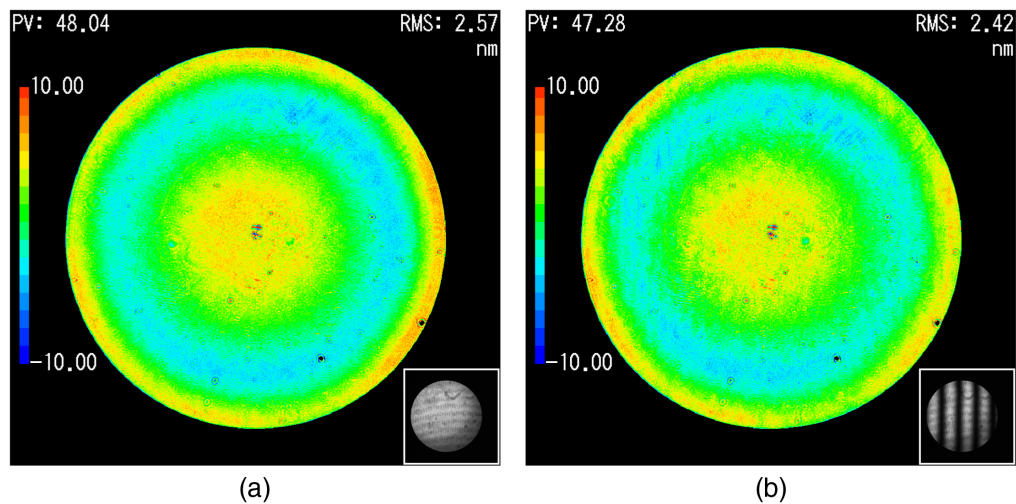 PV: 48.04 RMS: 2.57
nm
10.00
-10.00
(a)
PV: 47.28 RMS: 2.42
nm
10.00
-10.00
(b)